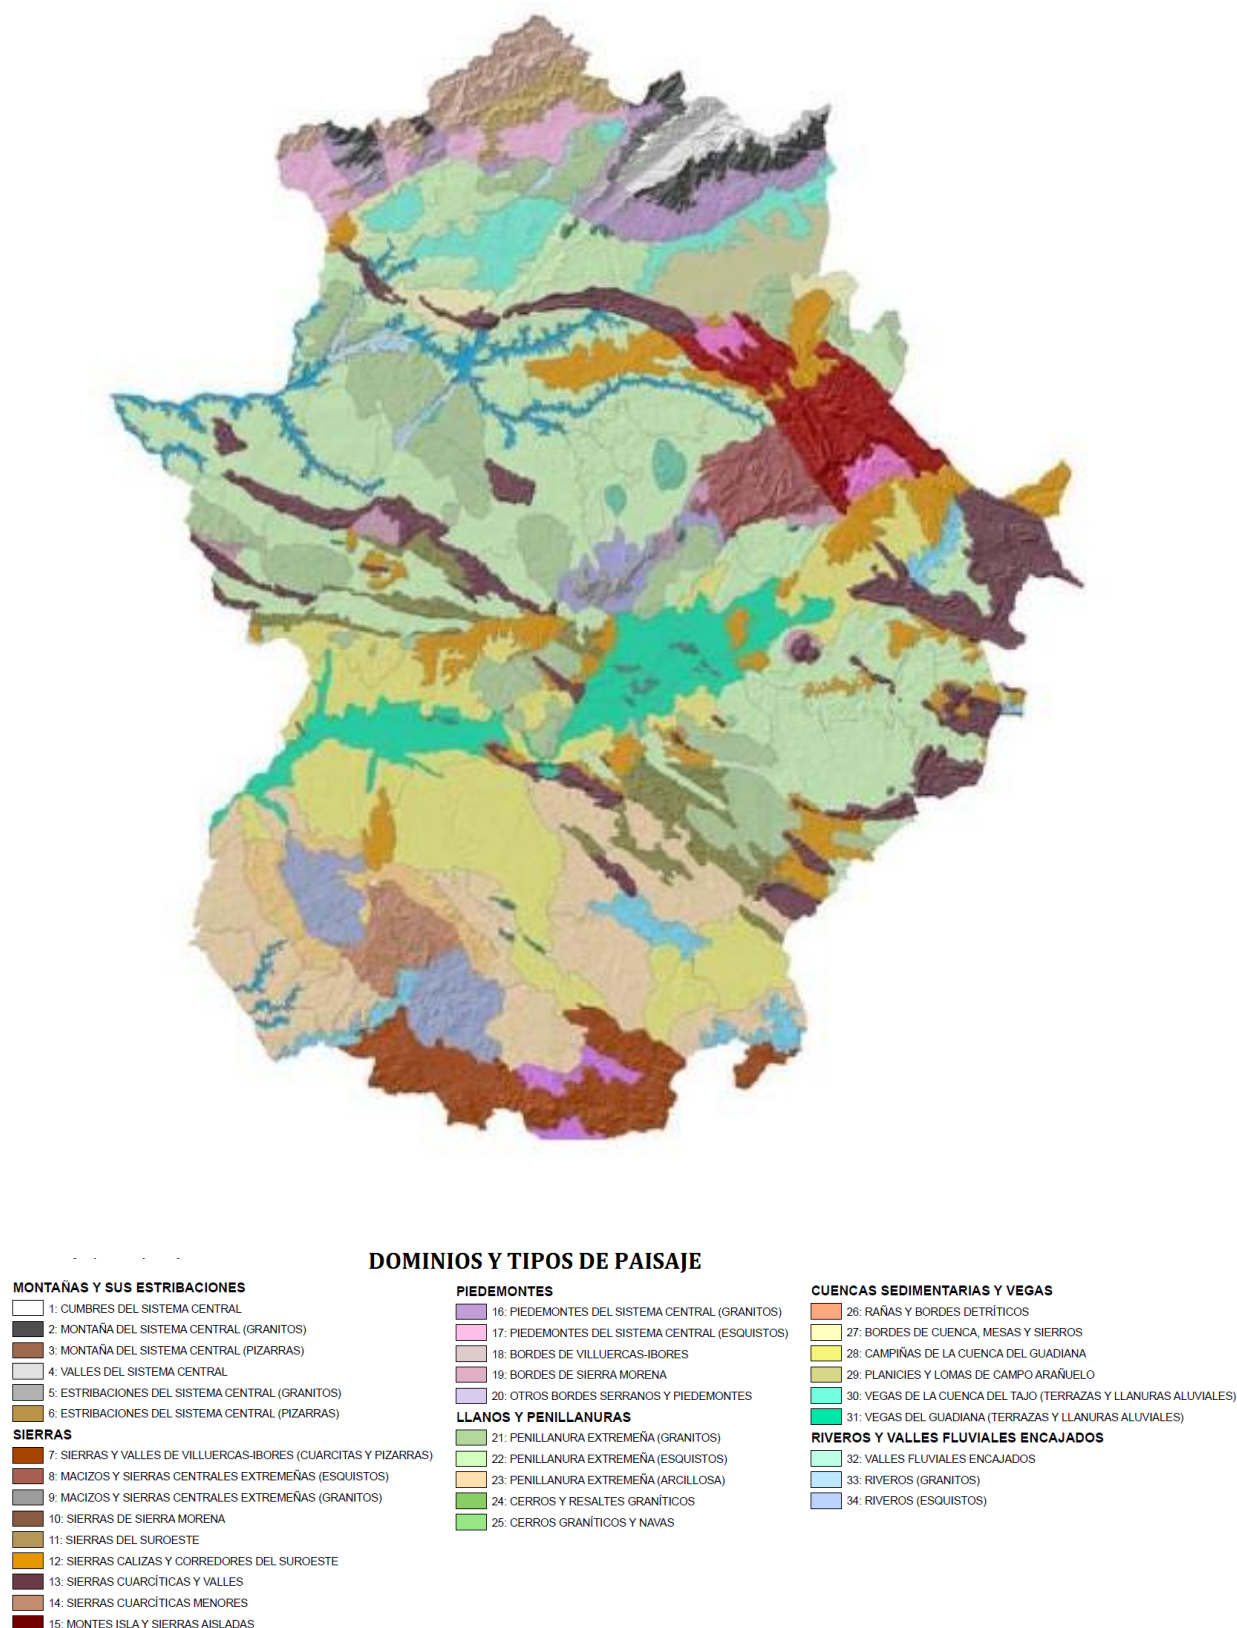 DOMINIOS Y TIPOS DE PAISAJE
MONTAÑAS Y SUS ESTRIBACIONES
1: CUMBRES DEL SISTEMA CENTRAL
2: MONTAÑA DEL SISTEMA CENTRAL (GRANITOS)
3: MONTAÑA DEL SISTEMA CENTRAL (PIZARRAS)
4: VALLES DEL SISTEMA CENTRAL
5: ESTRIBACIONES DEL SISTEMA CENTRAL (GRANITOS)
6: ESTRIBACIONES DEL SISTEMA CENTRAL (PIZARRAS)
SIERRAS
7: SIERRAS Y VALLES DE VILLUERCAS-IBORES (CUARCITAS Y PIZARRAS)
8: MACIZOS Y SIERRAS CENTRALES EXTREMEÑAS (ESQUISTOS)
9: MACIZOS Y SIERRAS CENTRALES EXTREMEÑAS (GRANITOS)
10: SIERRAS DE SIERRA MORENA
11: SIERRAS DEL SUROESTE
12: SIERRAS CALIZAS Y CORREDORES DEL SUROESTE
13: SIERRAS CUARCÍTICAS Y VALLES
14: SIERRAS CUARCÍTICAS MENORES
15: MONTES ISLA Y SIERRAS AISLADAS
PIEDEMONTES
16: PIEDEMONTES DEL SISTEMA CENTRAL (GRANITOS)
17: PIEDEMONTES DEL SISTEMA CENTRAL (ESQUISTOS)
18: BORDES DE VILLUERCAS-IBORES
19: BORDES DE SIERRA MORENA
20: OTROS BORDES SERRANOS Y PIEDEMONTES
LLANOS Y PENILLANURAS
21: PENILLANURA EXTREMEÑA (GRANITOS)
22: PENILLANURA EXTREMEÑA (ESQUISTOS)
23: PENILLANURA EXTREMEÑA (ARCILLOSA)
24: CERROS Y RESALTES GRANÍTICOS
25: CERROS GRANÍTICOS Y NAVAS
CUENCAS SEDIMENTARIAS Y VEGAS
26: RAÑAS Y BORDES DETRÍTICOS
27: BORDES DE CUENCA, MESAS Y SIERROS
28: CAMPIÑAS DE LA CUENCA DEL GUADIANA
29: PLANICIES Y LOMAS DE CAMPO ARAÑUELO
30: VEGAS DE LA CUENCA DEL TAJO (TERRAZAS Y LLANURAS ALUVIALES)
31: VEGAS DEL GUADIANA (TERRAZAS Y LLANURAS ALUVIALES)
RIVEROS Y VALLES FLUVIALES ENCAJADOS
32: VALLES FLUVIALES ENCAJADOS
33: RIVEROS (GRANITOS)
34: RIVEROS (ESQUISTOS)